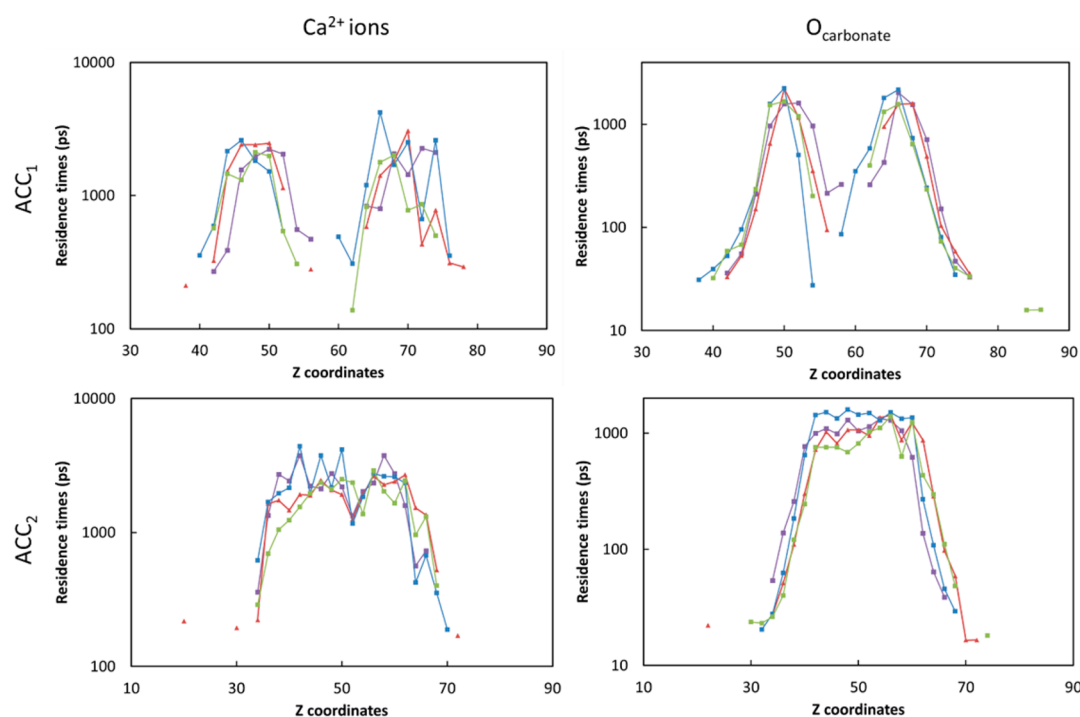 Ca²⁺ ions
O_carbonate
ACC₁
Residence times (ps)
10000
1000
100
30 40 50 60 70 80 90
Z coordinates
Residence times (ps)
1000
100
10
30 40 50 60 70 80 90
Z coordinates
ACC₂
Residence times (ps)
10000
1000
100
10 30 50 70 90
Z coordinates
Residence times (ps)
1000
100
10
10 30 50 70 90
Z coordinates